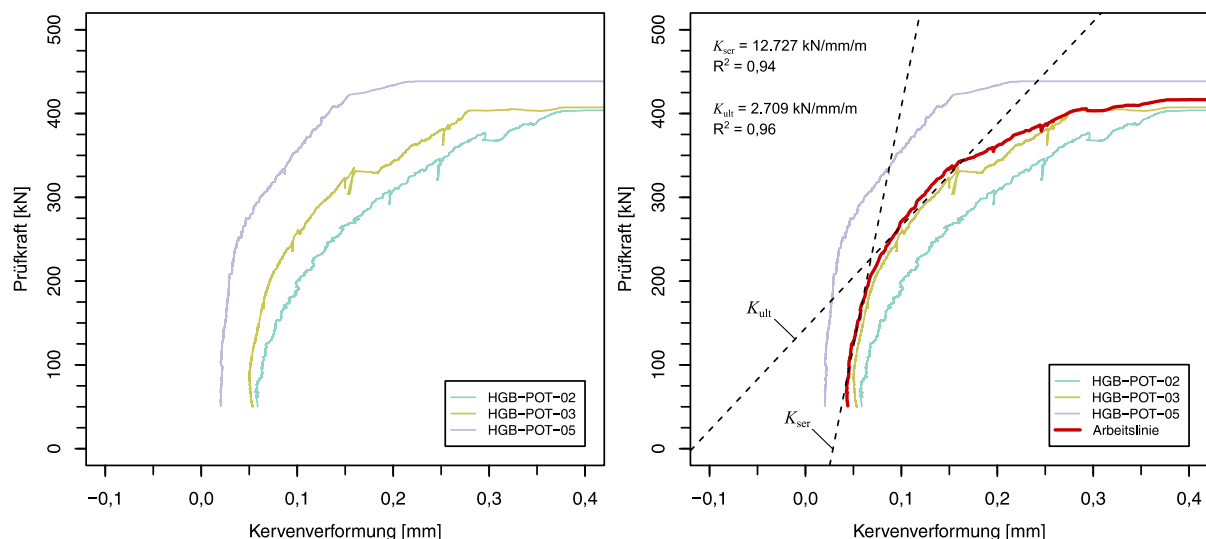 Prüfkraft [kN]
500
400
300
200
100
0
HGB−POT−02
HGB−POT−03
HGB−POT−05
−0,1
0,0
0,1
0,2
0,3
0,4
Kervenverformung [mm]
Prüfkraft [kN]
500
400
300
200
100
0
Kser = 12.727 kN/mm/m
R² = 0,94
Kult = 2.709 kN/mm/m
R² = 0,96
Kult
Kser
HGB−POT−02
HGB−POT−03
HGB−POT−05
Arbeitslinie
−0,1
0,0
0,1
0,2
0,3
0,4
Kervenverformung [mm]